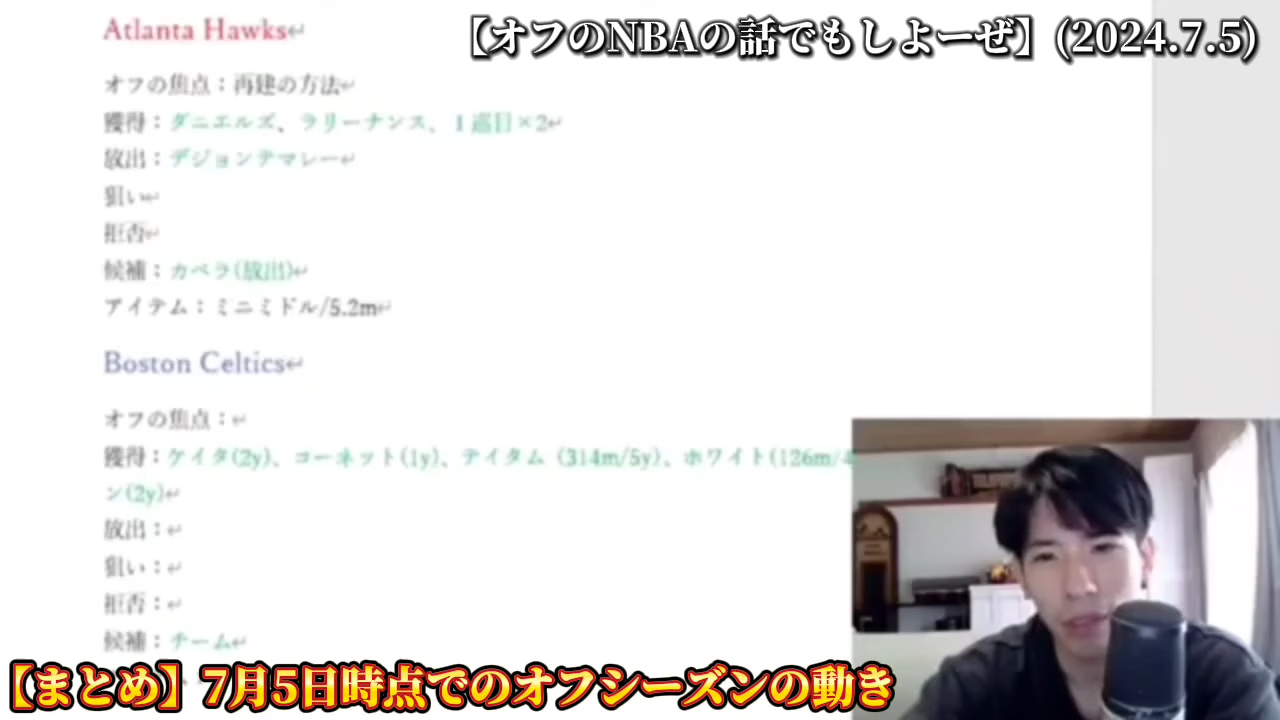 【オフのNBAの話でもしよーぜ】(2024.7.5)
Atlanta Hawks↵
オフの焦点：再建の方法↵
獲得：ダニエルズ、ラリーナンス、１巡目×2↵
放出：デジョンテマレー↵
狙い↵
拒否↵
候補：カペラ(放出)↵
アイテム：ミニミドル/5.2m↵
Boston Celtics↵
オフの焦点：↵
獲得：ケイタ(2y)、コーネット(1y)、テイタム（314m/5y)、ホワイト(126m/4
ン(2y)↵
放出：↵
狙い：↵
拒否：↵
候補：チーム↵
【まとめ】7月5日時点でのオフシーズンの動き